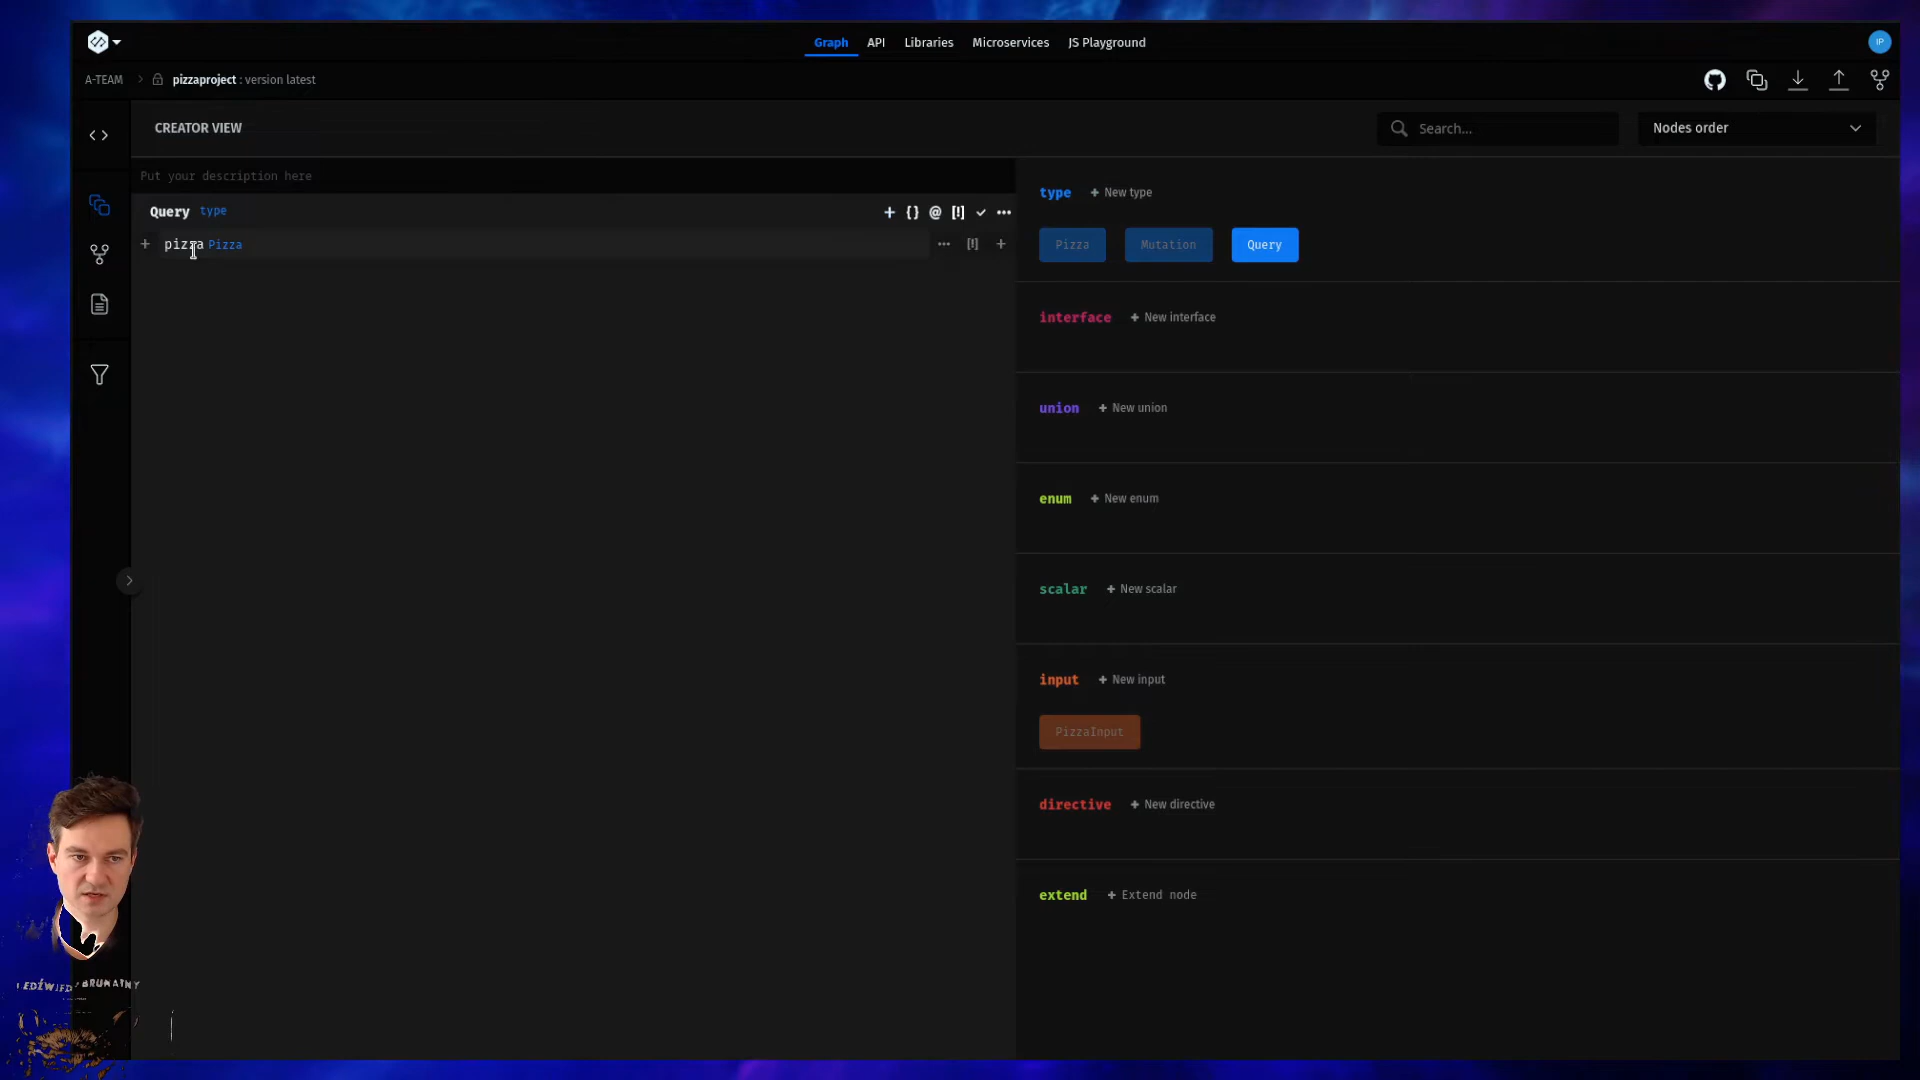 Graph API Libraries Microservices JS Playground
IP
A-TEAM > pizzaproject : version latest
CREATOR VIEW
Search...
Nodes order
Put your description here
Query type
{} @ [!]
pizza Pizza
[!]
type + New type
Pizza Mutation Query
interface + New interface
union + New union
enum + New enum
scalar + New scalar
input + New input
PizzaInput
directive + New directive
extend + Extend node